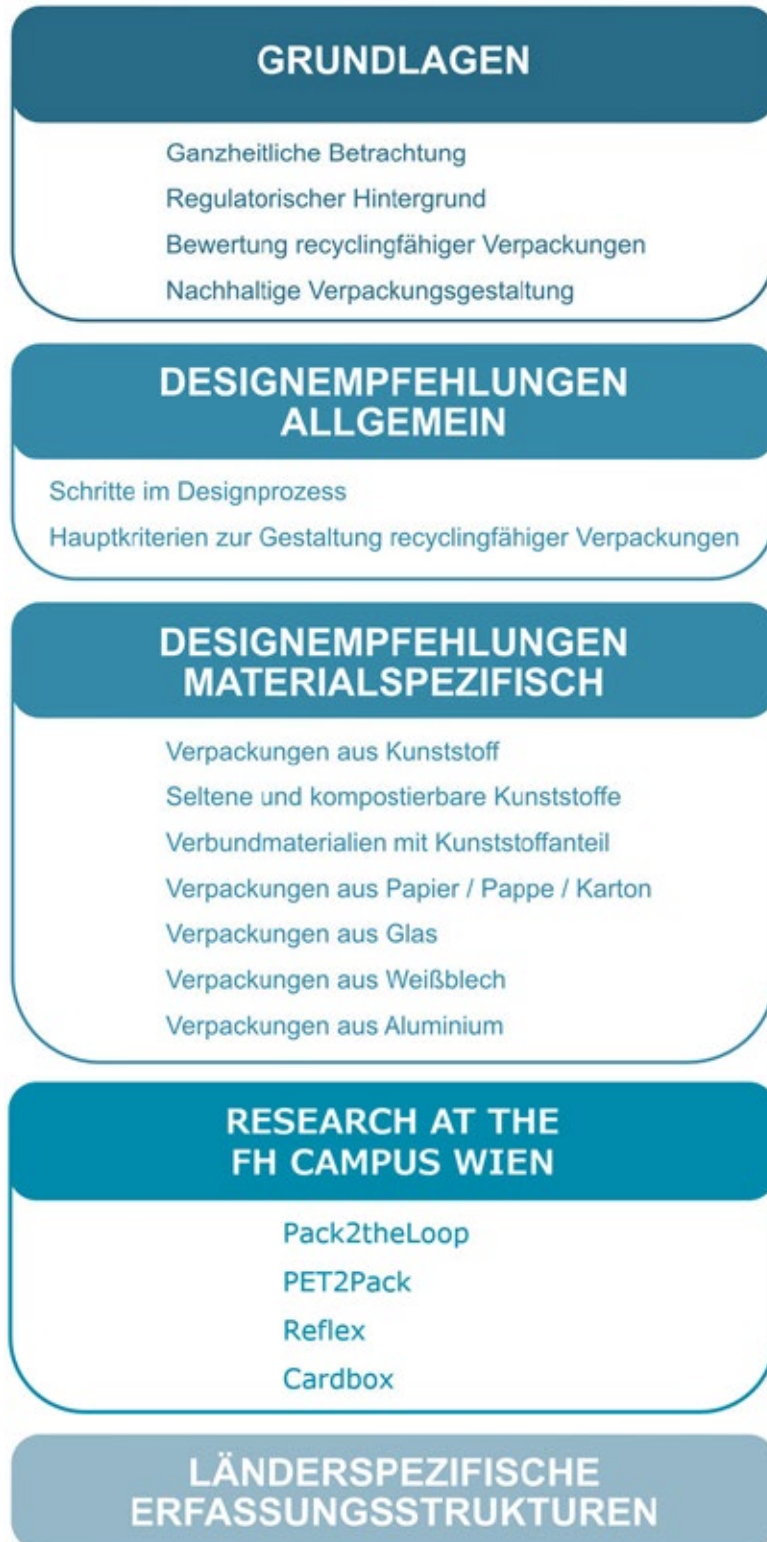 GRUNDLAGEN
Ganzheitliche Betrachtung
Regulatorischer Hintergrund
Bewertung recyclingfähiger Verpackungen
Nachhaltige Verpackungsgestaltung
DESIGNEMPFEHLUNGEN
ALLGEMEIN
Schritte im Designprozess
Hauptkriterien zur Gestaltung recyclingfähiger Verpackungen
DESIGNEMPFEHLUNGEN
MATERIALSPEZIFISCH
Verpackungen aus Kunststoff
Seltene und kompostierbare Kunststoffe
Verbundmaterialien mit Kunststoffanteil
Verpackungen aus Papier / Pappe / Karton
Verpackungen aus Glas
Verpackungen aus Weißblech
Verpackungen aus Aluminium
RESEARCH AT THE
FH CAMPUS WIEN
Pack2theLoop
PET2Pack
Reflex
Cardbox
LÄNDERSPEZIFISCHE
ERFASSUNGSSTRUKTUREN